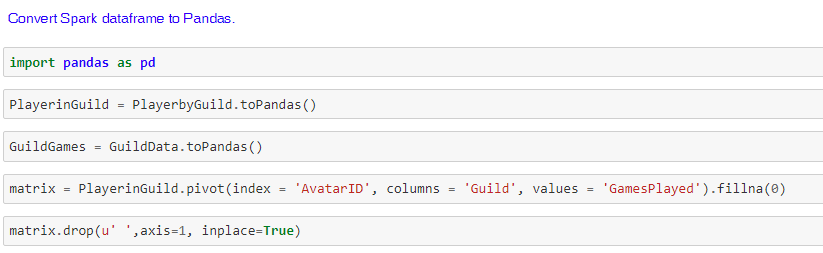 Convert Spark dataframe to Pandas.
import pandas as pd
PlayerinGuild = PlayerbyGuild.toPandas()
GuildGames = GuildData.toPandas()
matrix = PlayerinGuild.pivot(index = 'AvatarID', columns = 'Guild', values = 'GamesPlayed').fillna(0)
matrix.drop(u' ',axis=1, inplace=True)